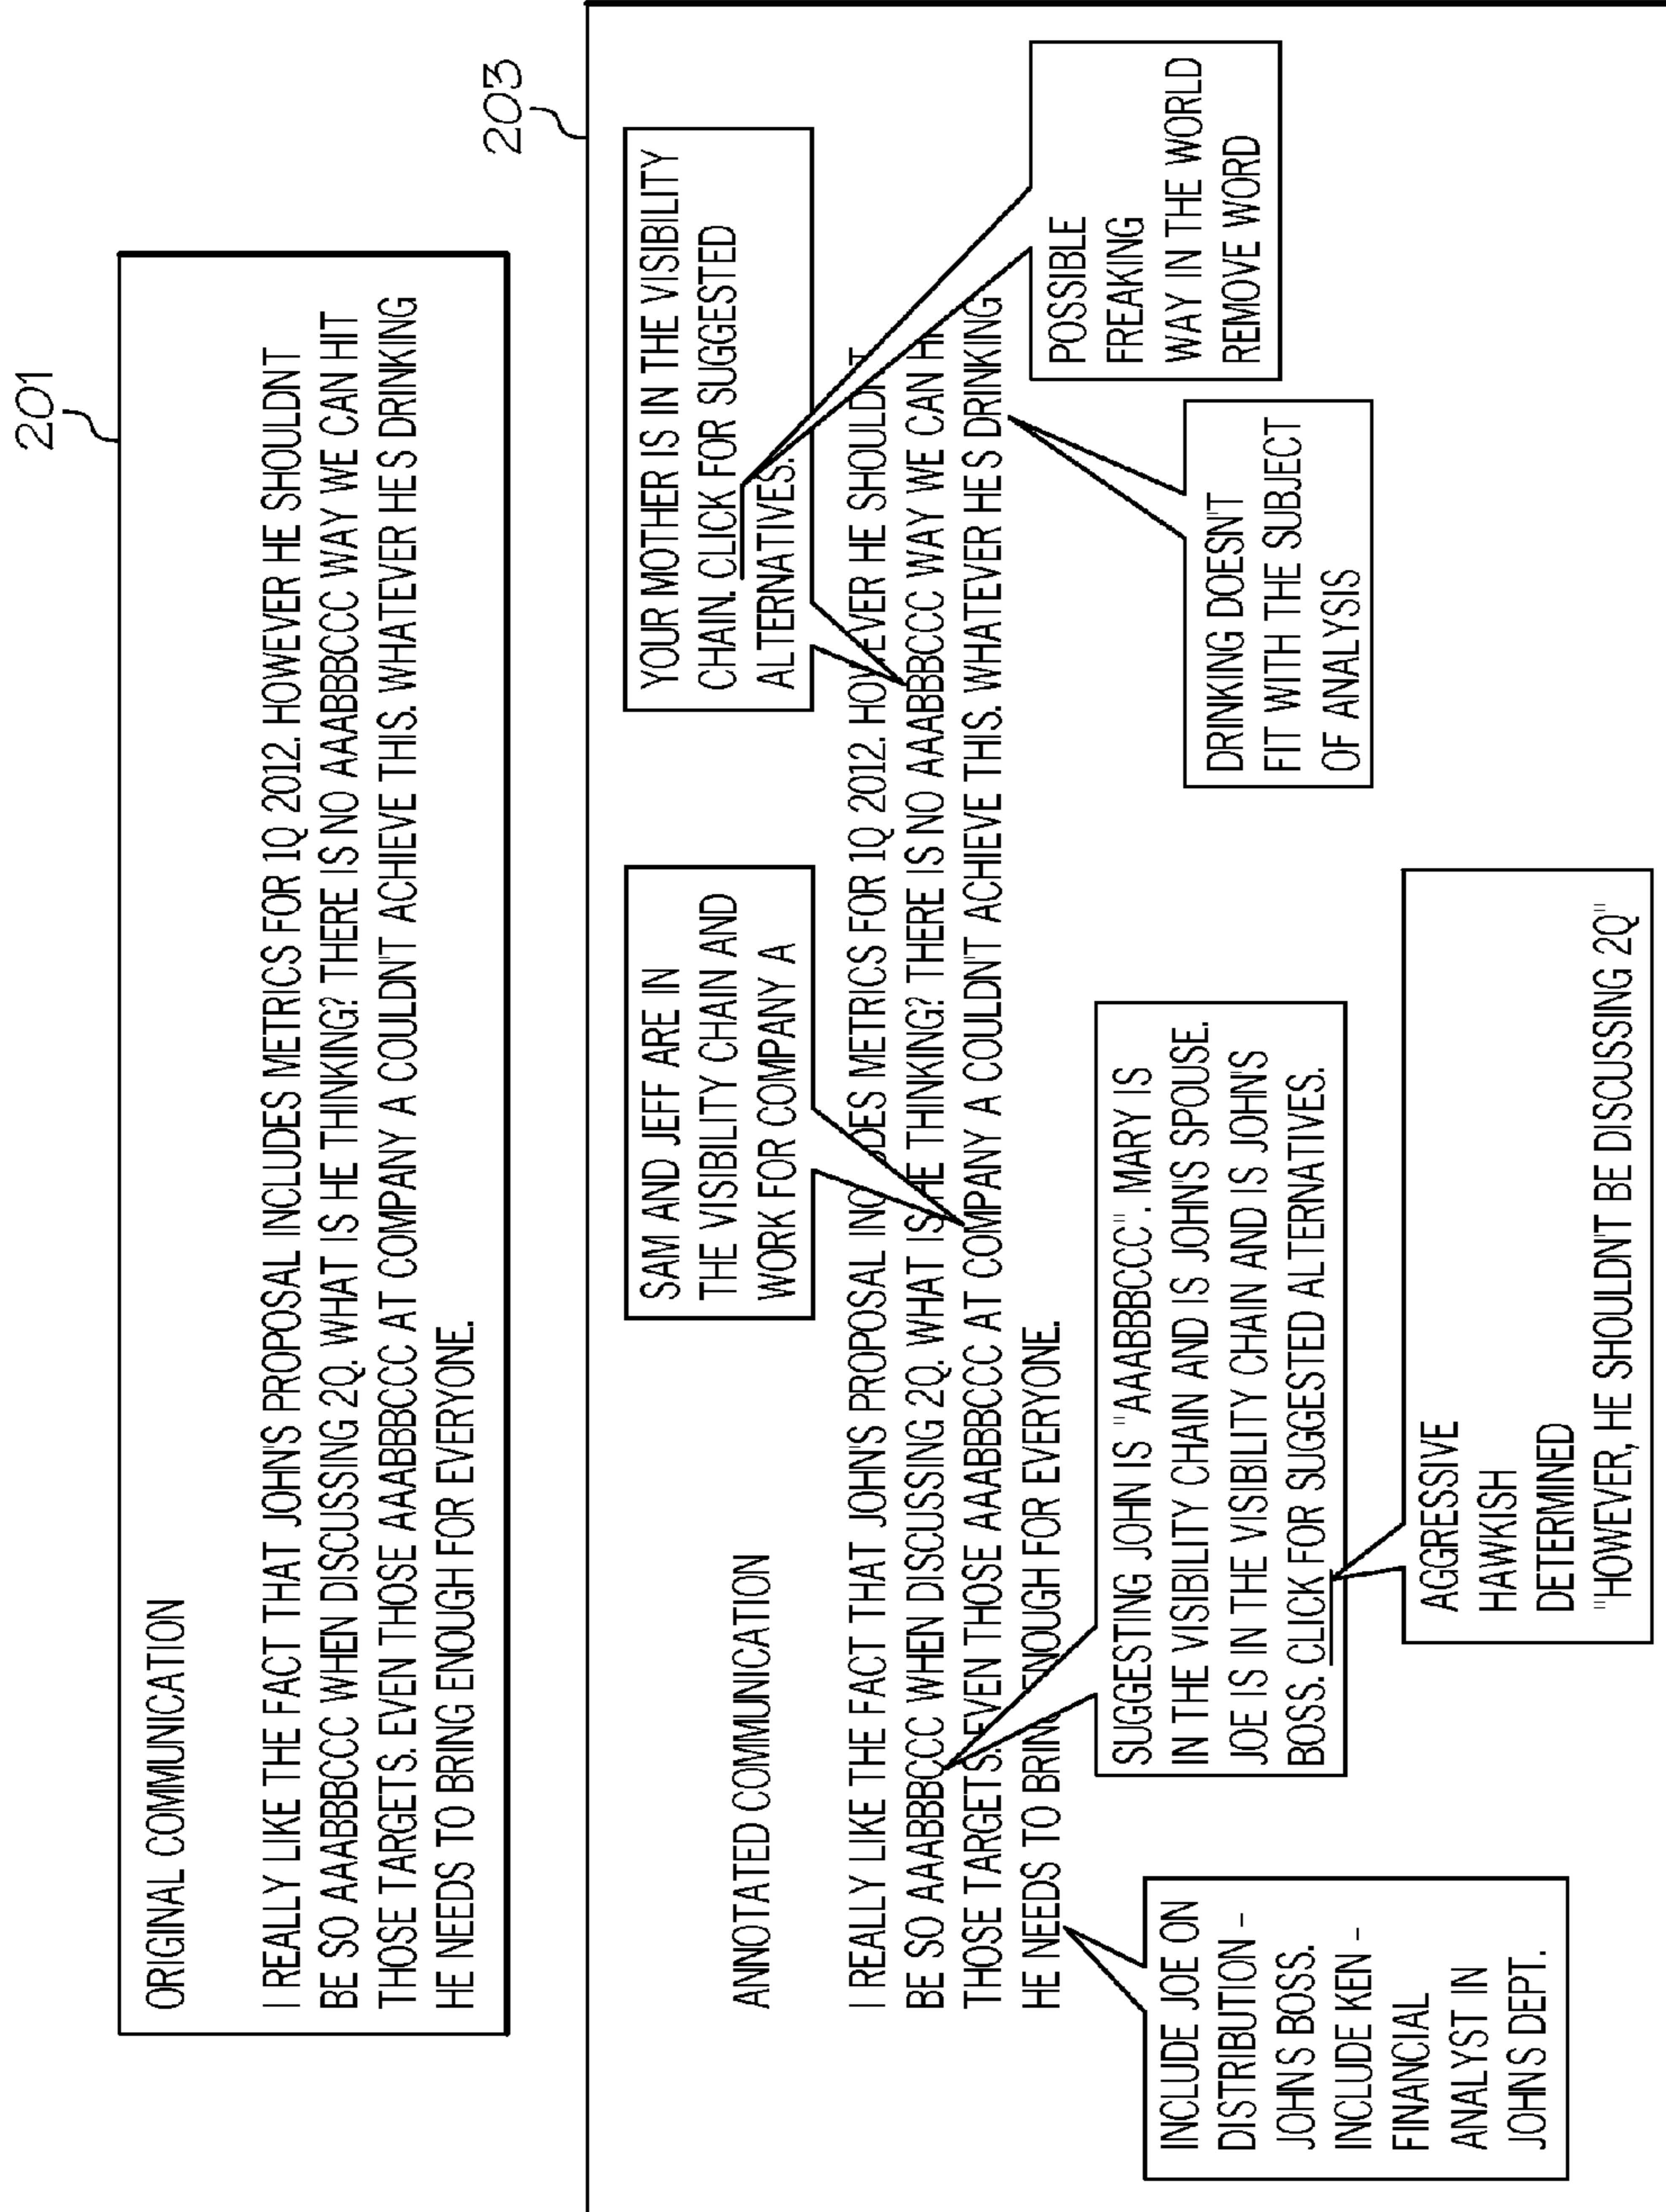 201
ORIGINAL COMMUNICATION
I REALLY LIKE THE FACT THAT JOHN'S PROPOSAL INCLUDES METRICS FOR 1Q 2012. HOWEVER HE SHOULDNT
BE SO AAABBBCCC WHEN DISCUSSING 2Q. WHAT IS HE THINKING? THERE IS NO AAABBBCCC WAY WE CAN HIT
THOSE TARGETS. EVEN THOSE AAABBBCCC AT COMPANY A COULDN'T ACHIEVE THIS. WHATEVER HE'S DRINKING
HE NEEDS TO BRING ENOUGH FOR EVERYONE.
203
ANNOTATED COMMUNICATION
SAM AND JEFF ARE IN
THE VISIBILITY CHAIN AND
WORK FOR COMPANY A
YOUR MOTHER IS IN THE VISIBILITY
CHAIN. CLICK FOR SUGGESTED
ALTERNATIVES.
I REALLY LIKE THE FACT THAT JOHN'S PROPOSAL INCLUDES METRICS FOR 1Q 2012. HOWEVER HE SHOULDNT
BE SO AAABBBCCC WHEN DISCUSSING 2Q. WHAT IS HE THINKING? THERE IS NO AAABBBCCC WAY WE CAN HIT
THOSE TARGETS. EVEN THOSE AAABBBCCC AT COMPANY A COULDN'T ACHIEVE THIS. WHATEVER HE'S DRINKING
HE NEEDS TO BRING ENOUGH FOR EVERYONE.
INCLUDE JOE ON
DISTRIBUTION –
JOHN'S BOSS.
INCLUDE KEN –
FINANCIAL
ANALYST IN
JOHN'S DEPT.
SUGGESTING JOHN IS "AAABBBCCC". MARY IS
IN THE VISIBILITY CHAIN AND IS JOHN'S SPOUSE.
JOE IS IN THE VISIBILITY CHAIN AND IS JOHN'S
BOSS. CLICK FOR SUGGESTED ALTERNATIVES.
AGGRESSIVE
HAWKISH
DETERMINED
"HOWEVER, HE SHOULDN'T BE DISCUSSING 2Q"
DRINKING DOESN'T
FIT WITH THE SUBJECT
OF ANALYSIS
POSSIBLE
FREAKING
WAY IN THE WORLD
REMOVE WORD